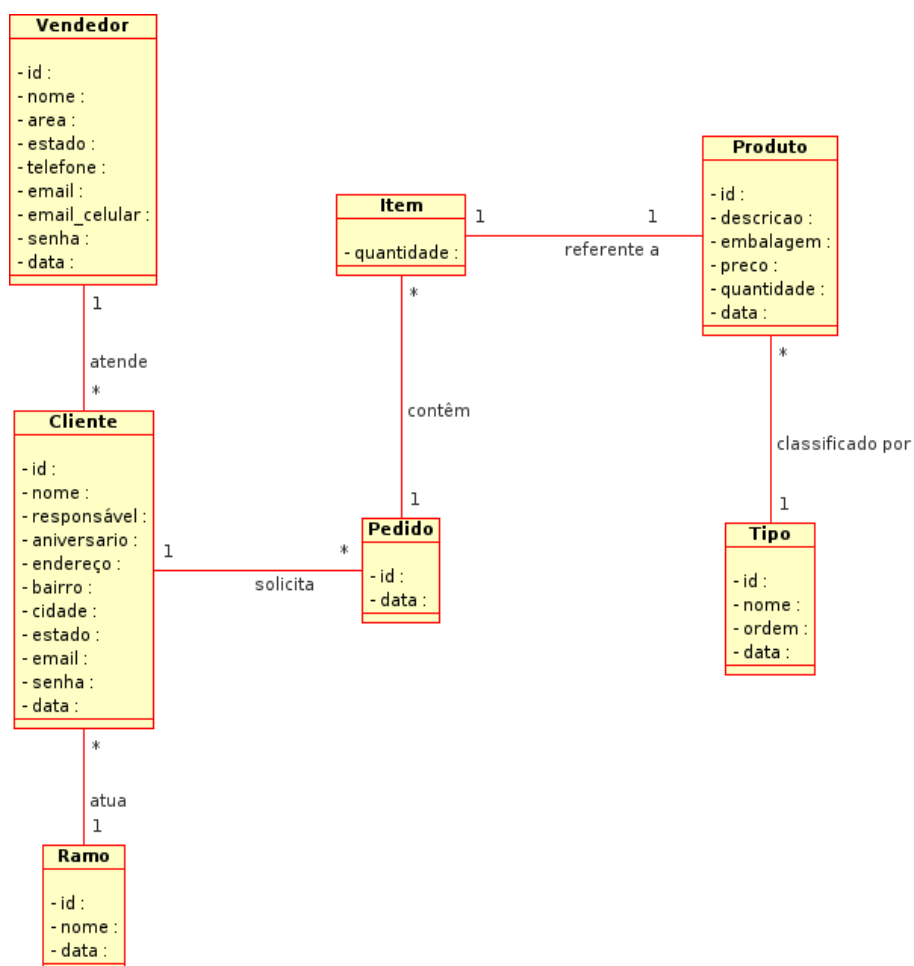 Vendedor
- id :
- nome :
- area :
- estado :
- telefone :
- email :
- email_celular :
- senha :
- data :
1
atende
*
Cliente
- id :
- nome :
- responsável :
- aniversario :
- endereço :
- bairro :
- cidade :
- estado :
- email :
- senha :
- data :
*
atua
1
Ramo
- id :
- nome :
- data :
1
*
solicita
Pedido
- id :
- data :
1
contêm
*
Item
- quantidade :
1
1
referente a
Produto
- id :
- descricao :
- embalagem :
- preco :
- quantidade :
- data :
*
classificado por
1
Tipo
- id :
- nome :
- ordem :
- data :